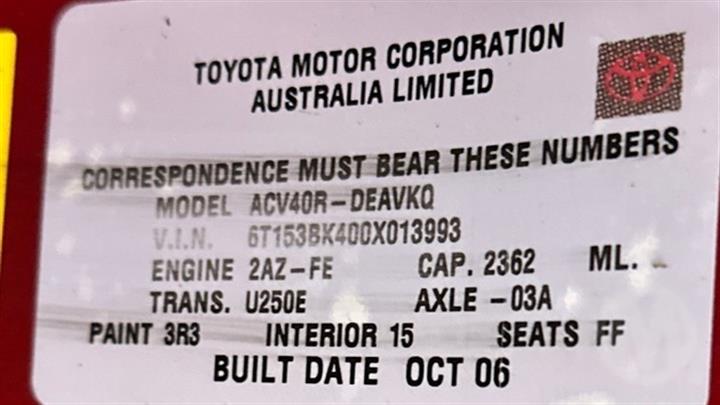 TOYOTA MOTOR CORPORATION
AUSTRALIA LIMITED
CORRESPONDENCE MUST BEAR THESE NUMBERS
MODEL ACV40R-DEAVKQ
V.I.N. 6T153BK400X013993
ENGINE 2AZ-FE CAP. 2362 ML.
TRANS. U250E AXLE -03A
PAINT 3R3 INTERIOR 15 SEATS FF
BUILT DATE OCT 06